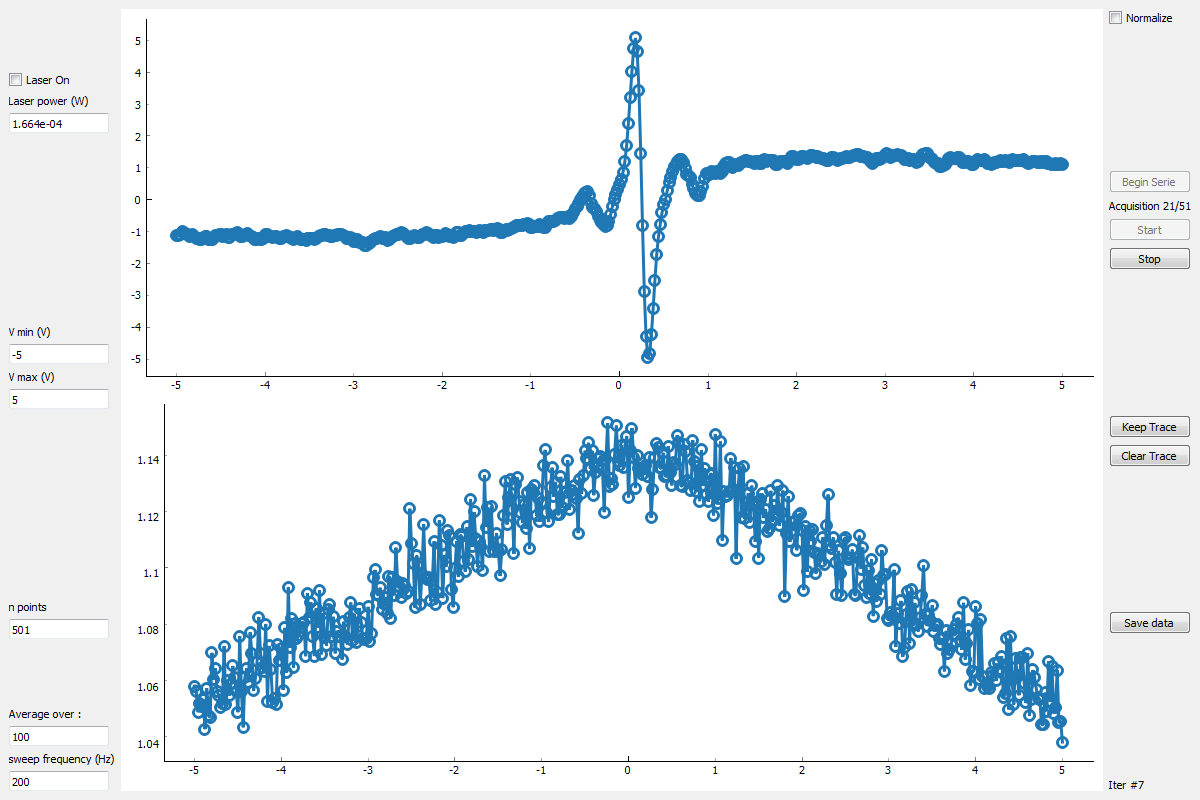 Laser On
Laser power (W)
1.664e-04
V min (V)
-5
V max (V)
5
n points
501
Average over :
100
sweep frequency (Hz)
200
5
4
3
2
1
0
-1
-2
-3
-4
-5
-5 -4 -3 -2 -1 0 1 2 3 4 5
1.14
1.12
1.1
1.08
1.06
1.04
-5 -4 -3 -2 -1 0 1 2 3 4 5
Normalize
Begin Serie
Acquisition 21/51
Start
Stop
Keep Trace
Clear Trace
Save data
Iter #7